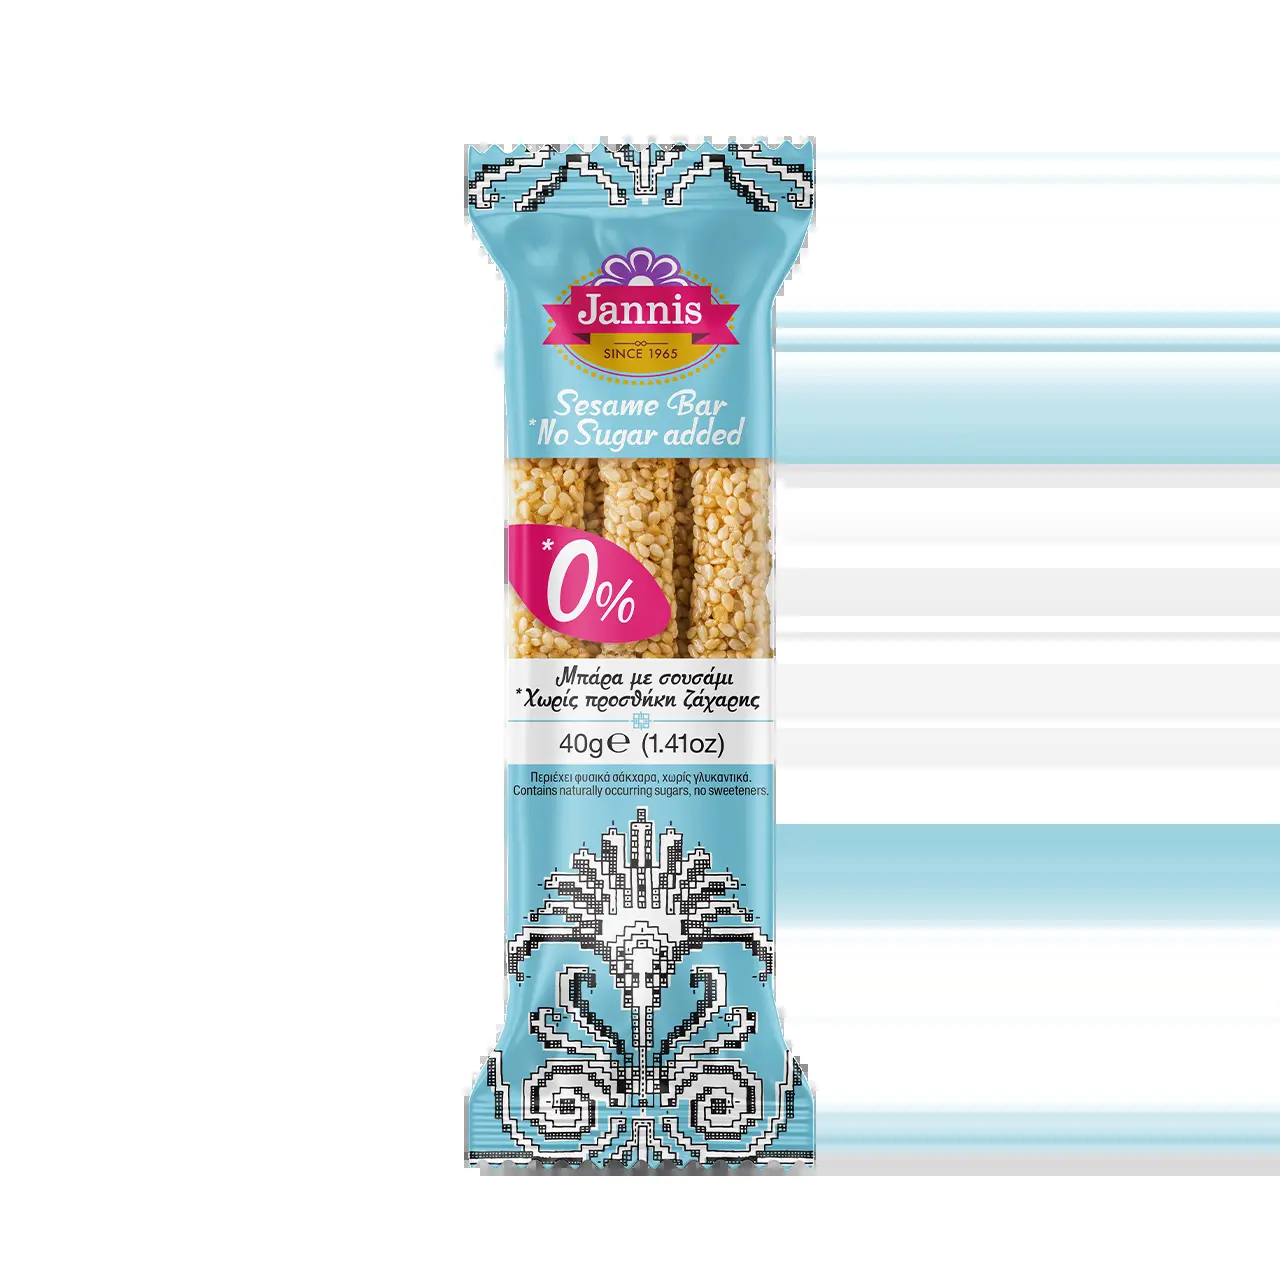 Jannis
SINCE 1965
Sesame Bar
*No Sugar added
*0%
Μπάρα με σουσάμι
*Χωρίς προσθήκη ζάχαρης
40g℮ (1.41oz)
Περιέχει φυσικά σάκχαρα, χωρίς γλυκαντικά.
Contains naturally occurring sugars, no sweeteners.